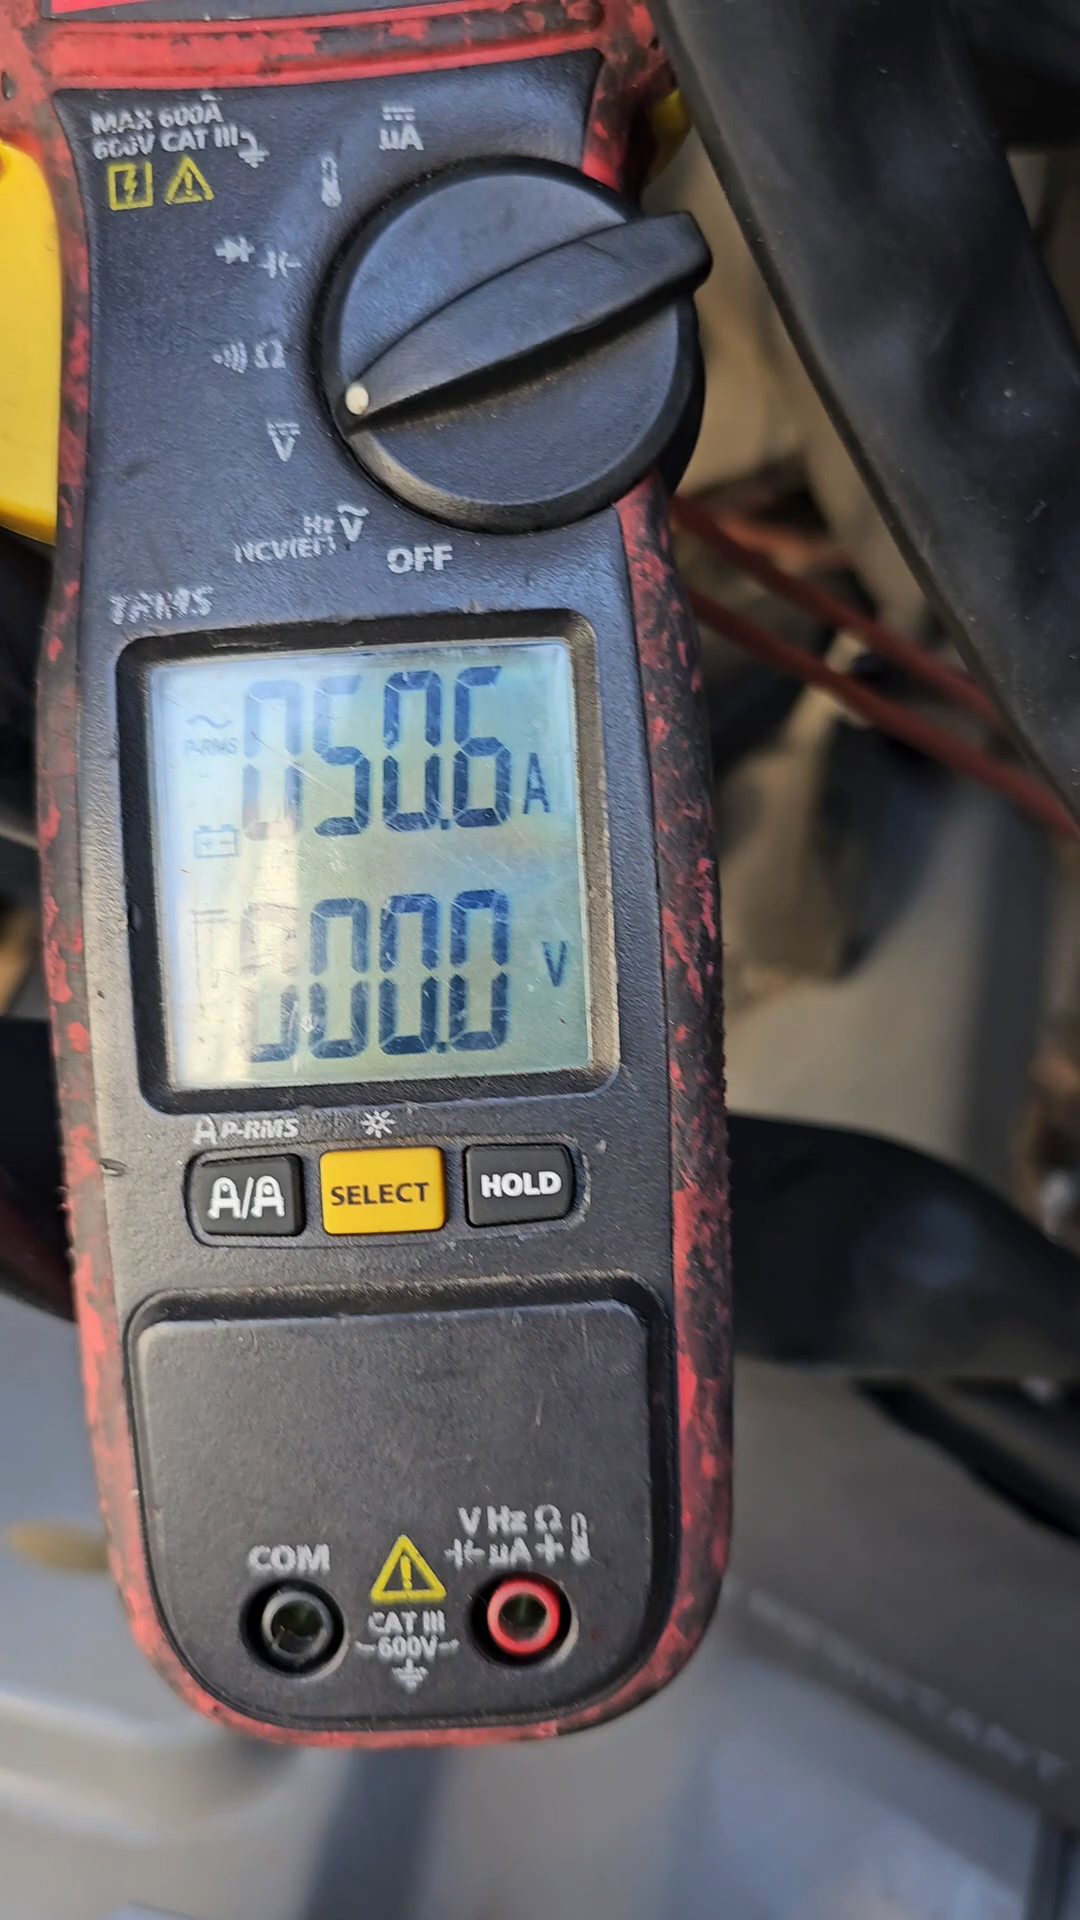 MAX 600A
600V CAT III
µA
Ω
V
Hz V
NCV(EF)
OFF
TRMS
P-RMS
050.6 A
000.0 V
A P-RMS
A/A
SELECT
HOLD
V Hz Ω
µA +
COM
CAT III
600V